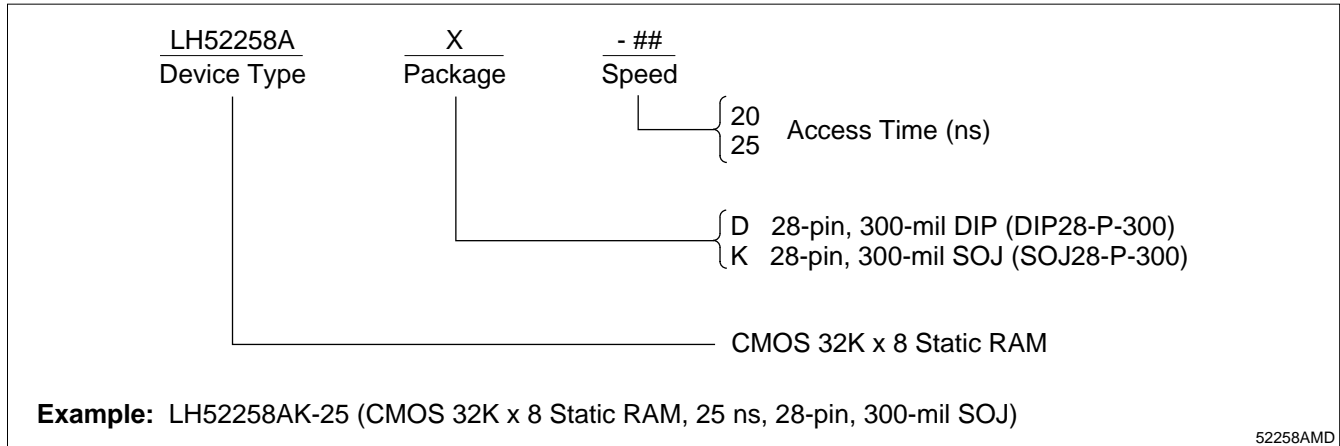 LH52258A X - ##
Device Type Package Speed
20
25
Access Time (ns)
D 28-pin, 300-mil DIP (DIP28-P-300)
K 28-pin, 300-mil SOJ (SOJ28-P-300)
CMOS 32K x 8 Static RAM
Example: LH52258AK-25 (CMOS 32K x 8 Static RAM, 25 ns, 28-pin, 300-mil SOJ)
52258AMD